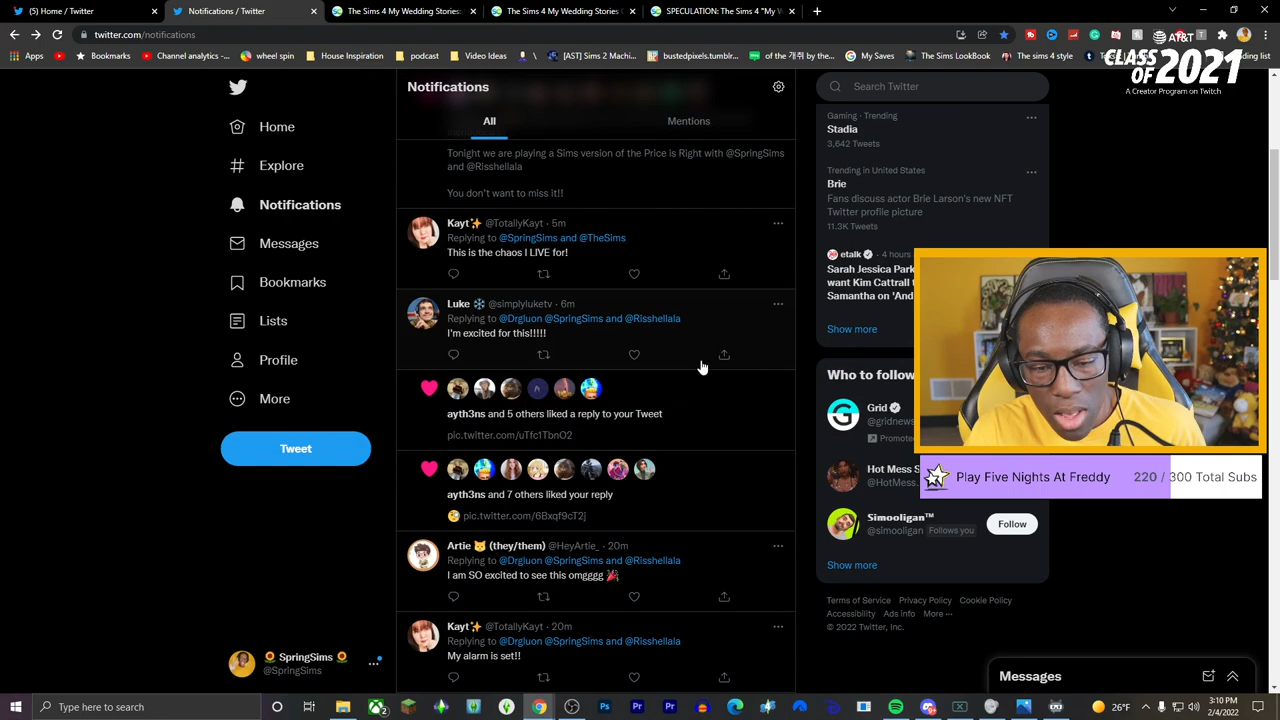 (5) Home / Twitter
Notifications / Twitter
The Sims 4 My Wedding Stories
The Sims 4 My Wedding Stories
SPECULATION: The Sims 4 "My W
twitter.com/notifications
Apps
Bookmarks
Channel analytics -...
wheel spin
House Inspiration
podcast
Video Ideas
[AST] Sims 2 Machi...
bustedpixels.tumblr...
of the 개주 by the...
My Saves
The Sims LookBook
the sims 4 style
AT&T
CLASS
OF 2021
A Creator Program on Twitch
Home
Explore
Notifications
Messages
Bookmarks
Lists
Profile
More
Tweet
SpringSims
@SpringSims
Notifications
All
Mentions
Tonight we are playing a Sims version of the Price is Right with @SpringSims
and @Risshellala
You don't want to miss it!!
Kayt @TotallyKayt · 5m
Replying to @SpringSims and @TheSims
This is the chaos I LIVE for!
Luke @simplyluketv · 6m
Replying to @Drgluon @SpringSims and @Risshellala
I'm excited for this!!!!!
ayth3ns and 5 others liked a reply to your Tweet
pic.twitter.com/uTfc1TbnO2
ayth3ns and 7 others liked your reply
pic.twitter.com/6Bxqf9cT2j
Artie (they/them) @HeyArtie_ · 20m
Replying to @Drgluon @SpringSims and @Risshellala
I am SO excited to see this omgggg
Kayt @TotallyKayt · 20m
Replying to @Drgluon @SpringSims and @Risshellala
My alarm is set!!
Search Twitter
Gaming · Trending
Stadia
3,642 Tweets
Trending in United States
Brie
Fans discuss actor Brie Larson's new NFT
Twitter profile picture
11.3K Tweets
etalk · 4 hours
Sarah Jessica Park
want Kim Cattrall t
Samantha on 'And
Show more
Who to follow
Grid
@gridnews
Promote
Hot Mess S
@HotMess.
Simooligan™
@simooligan Follows you
Follow
Show more
Play Five Nights At Freddy 220 / 300 Total Subs
Terms of Service Privacy Policy Cookie Policy
Accessibility Ads info More ···
© 2022 Twitter, Inc.
Messages
Type here to search
26°F
3:10 PM
2/4/2022